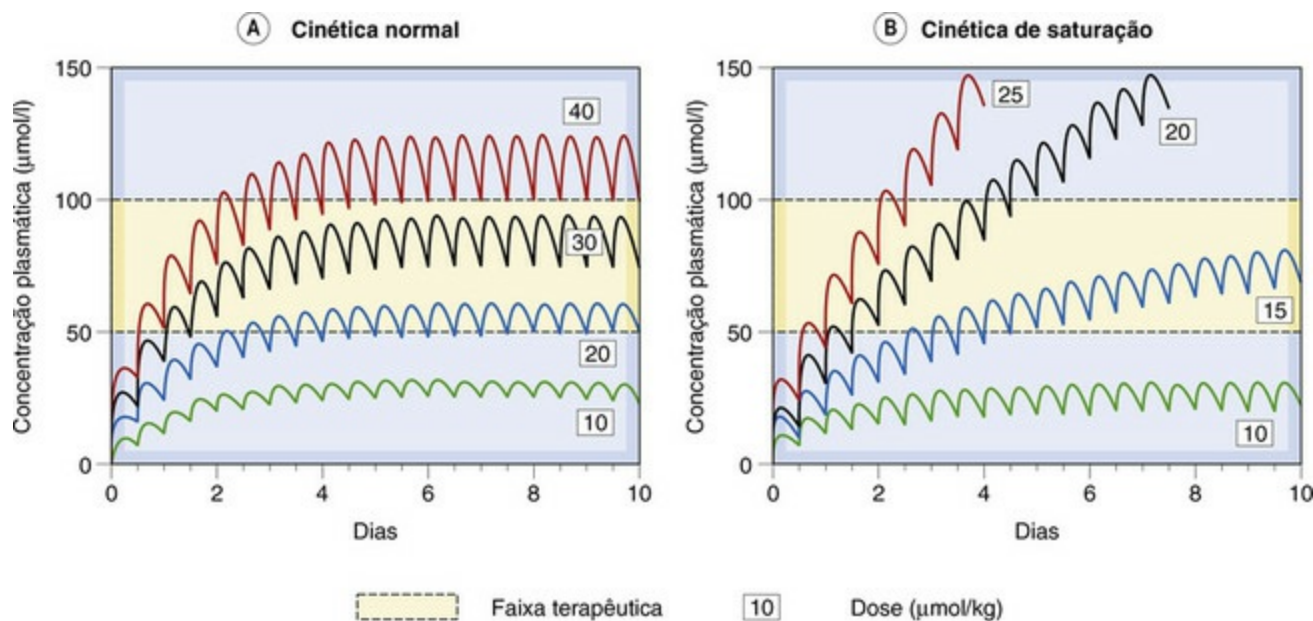 A Cinética normal
150
100
50
0
Concentração plasmática (µmol/l)
40
30
20
10
0 2 4 6 8 10
Dias
B Cinética de saturação
150
100
50
0
Concentração plasmática (µmol/l)
25
20
15
10
0 2 4 6 8 10
Dias
Faixa terapêutica
10 Dose (µmol/kg)